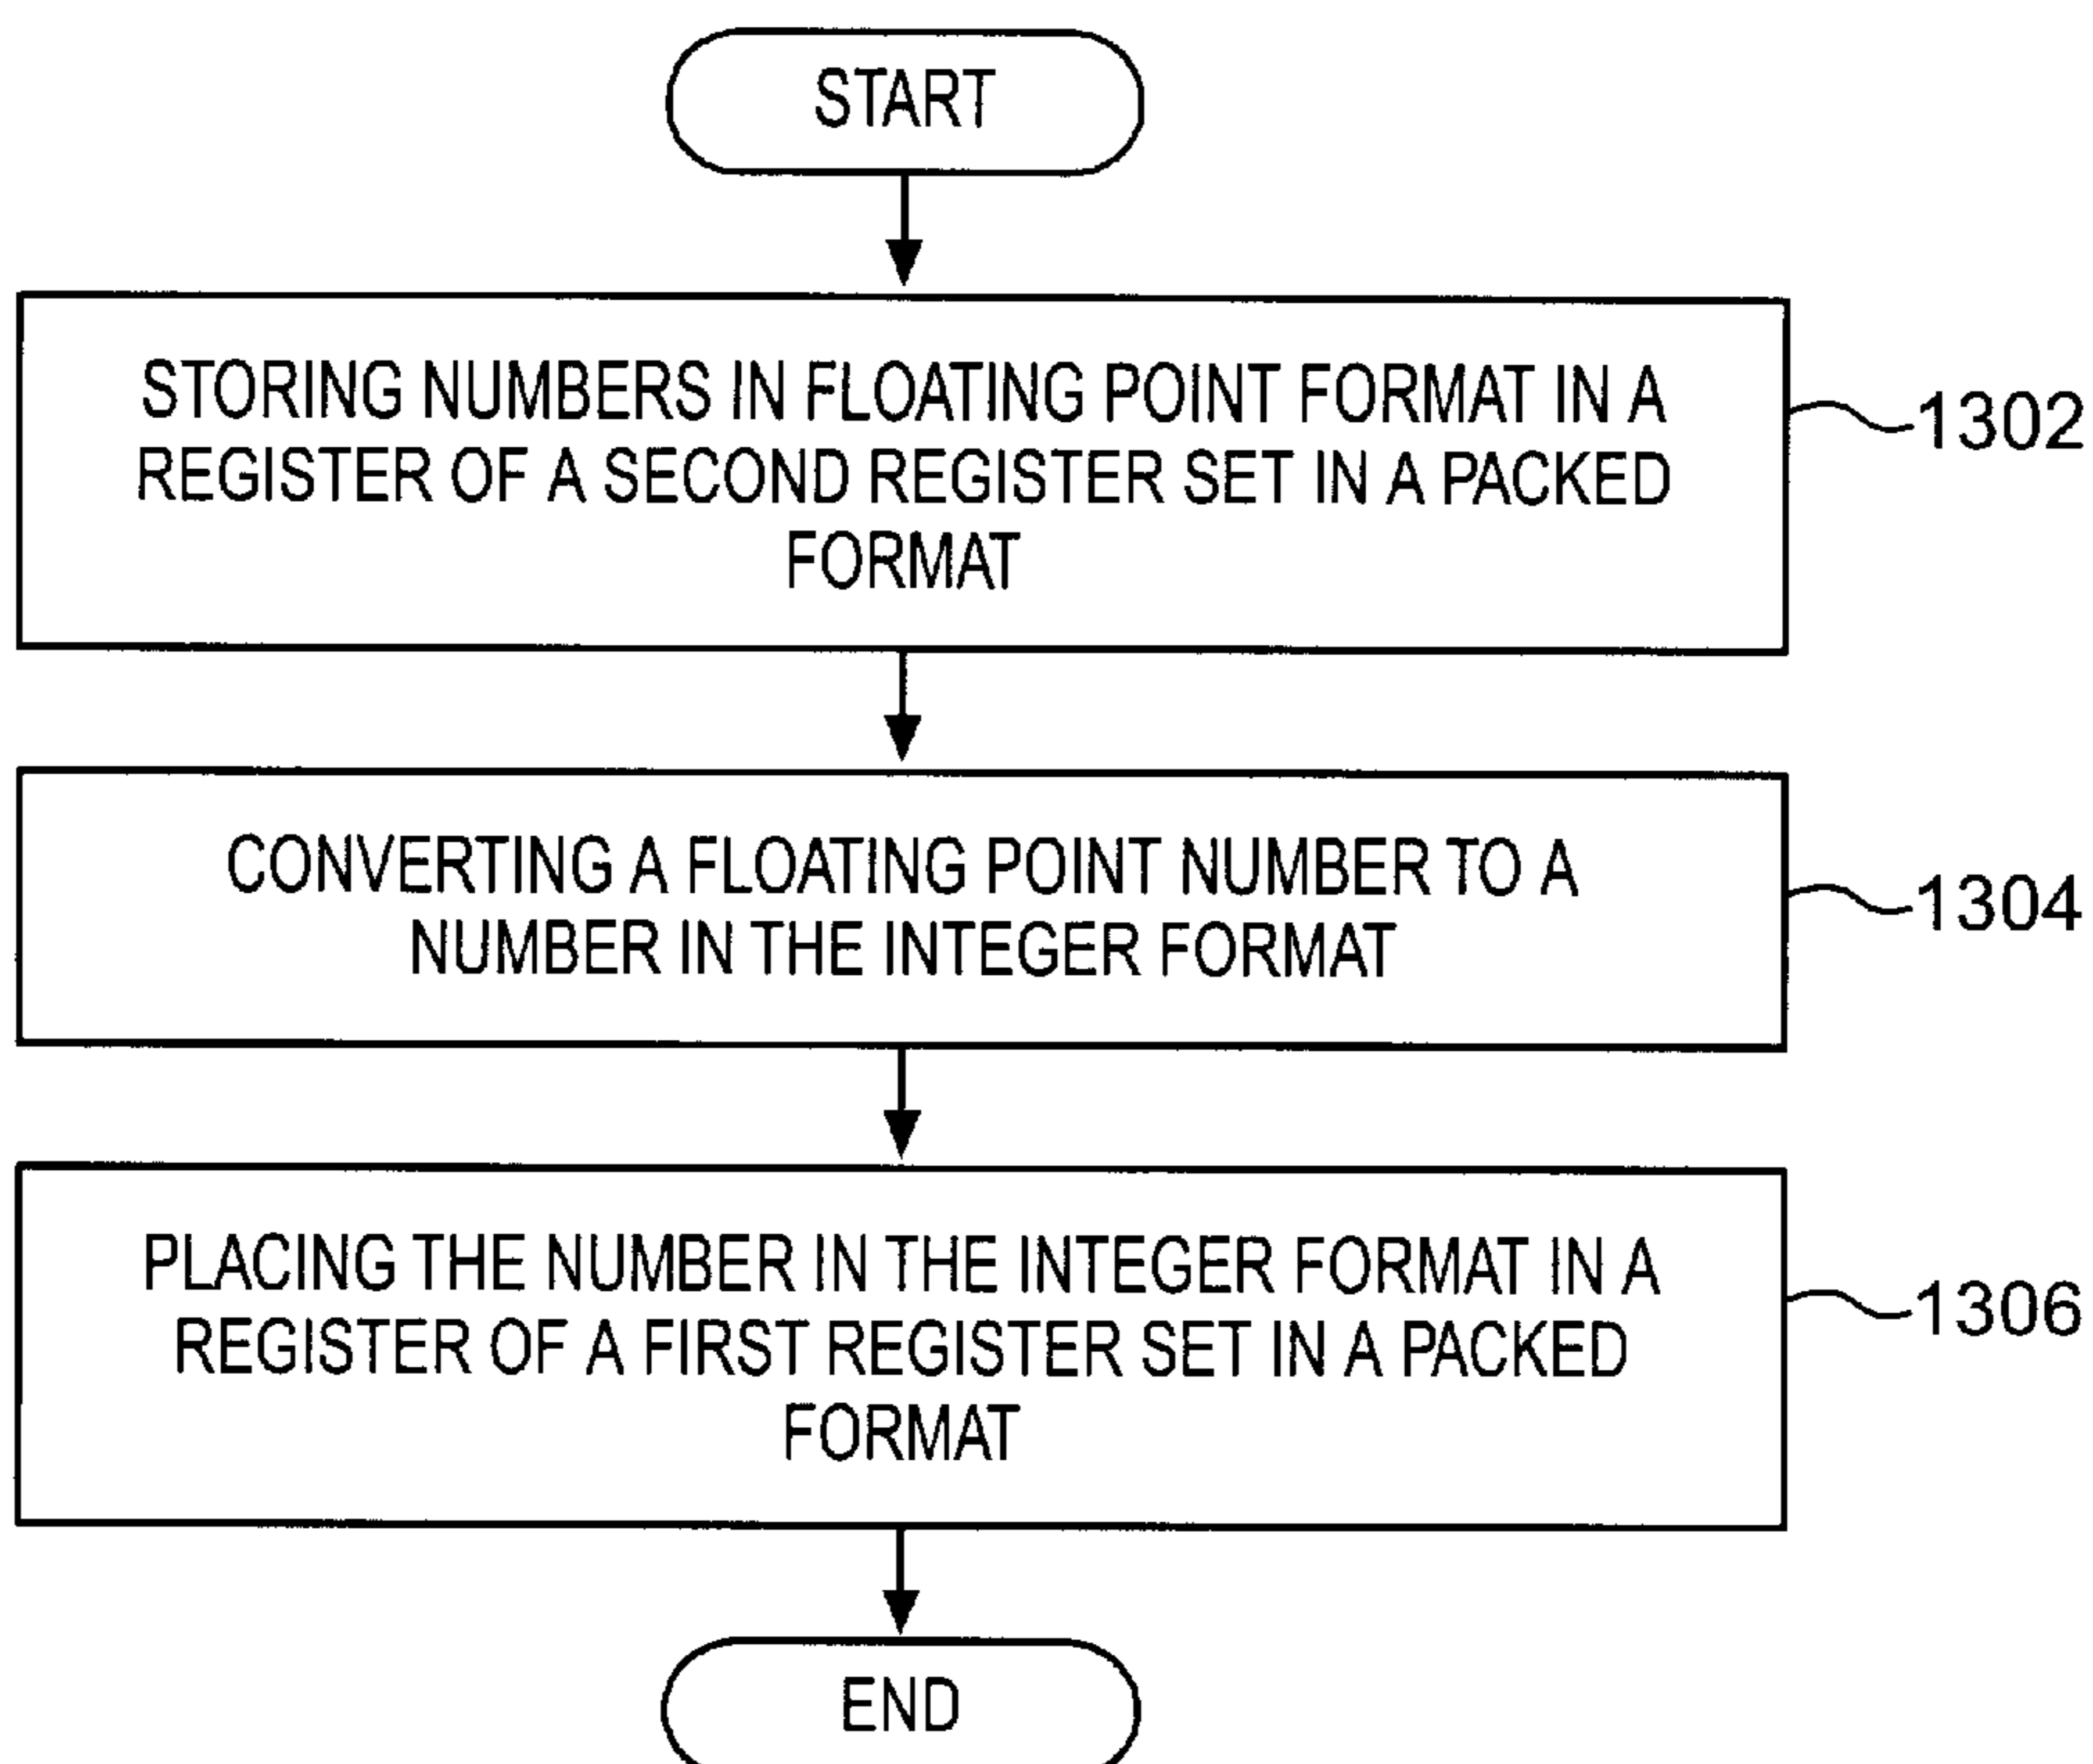 START
STORING NUMBERS IN FLOATING POINT FORMAT IN A
REGISTER OF A SECOND REGISTER SET IN A PACKED
FORMAT
1302
CONVERTING A FLOATING POINT NUMBER TO A
NUMBER IN THE INTEGER FORMAT
1304
PLACING THE NUMBER IN THE INTEGER FORMAT IN A
REGISTER OF A FIRST REGISTER SET IN A PACKED
FORMAT
1306
END